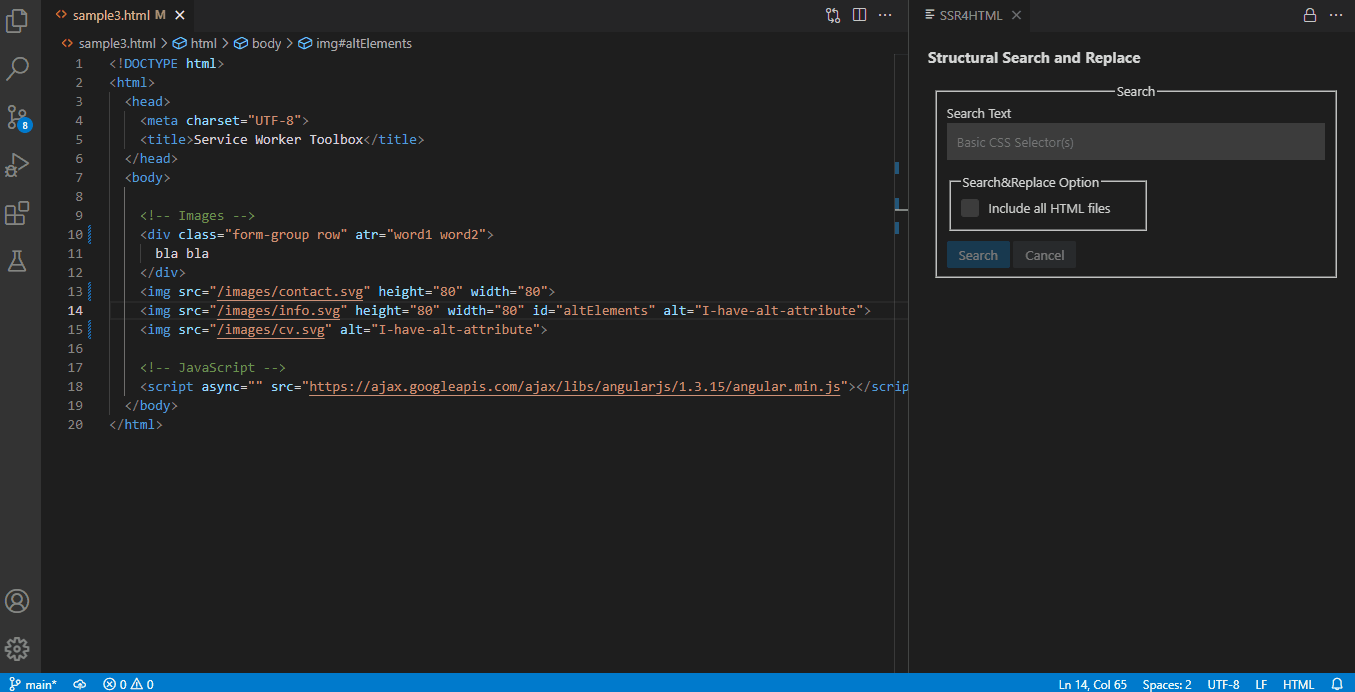 sample3.html M
SSR4HTML
sample3.html > html > body > img#altElements
1 <!DOCTYPE html>
2 <html>
3 <head>
4 <meta charset="UTF-8">
5 <title>Service Worker Toolbox</title>
6 </head>
7 <body>
8
9 <!-- Images -->
10 <div class="form-group row" atr="word1 word2">
11 bla bla
12 </div>
13 <img src="/images/contact.svg" height="80" width="80">
14 <img src="/images/info.svg" height="80" width="80" id="altElements" alt="I-have-alt-attribute">
15 <img src="/images/cv.svg" alt="I-have-alt-attribute">
16
17 <!-- JavaScript -->
18 <script async="" src="https://ajax.googleapis.com/ajax/libs/angularjs/1.3.15/angular.min.js"></scrip
19 </body>
20 </html>
Structural Search and Replace
Search
Search Text
Basic CSS Selector(s)
Search&Replace Option
Include all HTML files
Search Cancel
8
main* 0 0 Ln 14, Col 65 Spaces: 2 UTF-8 LF HTML